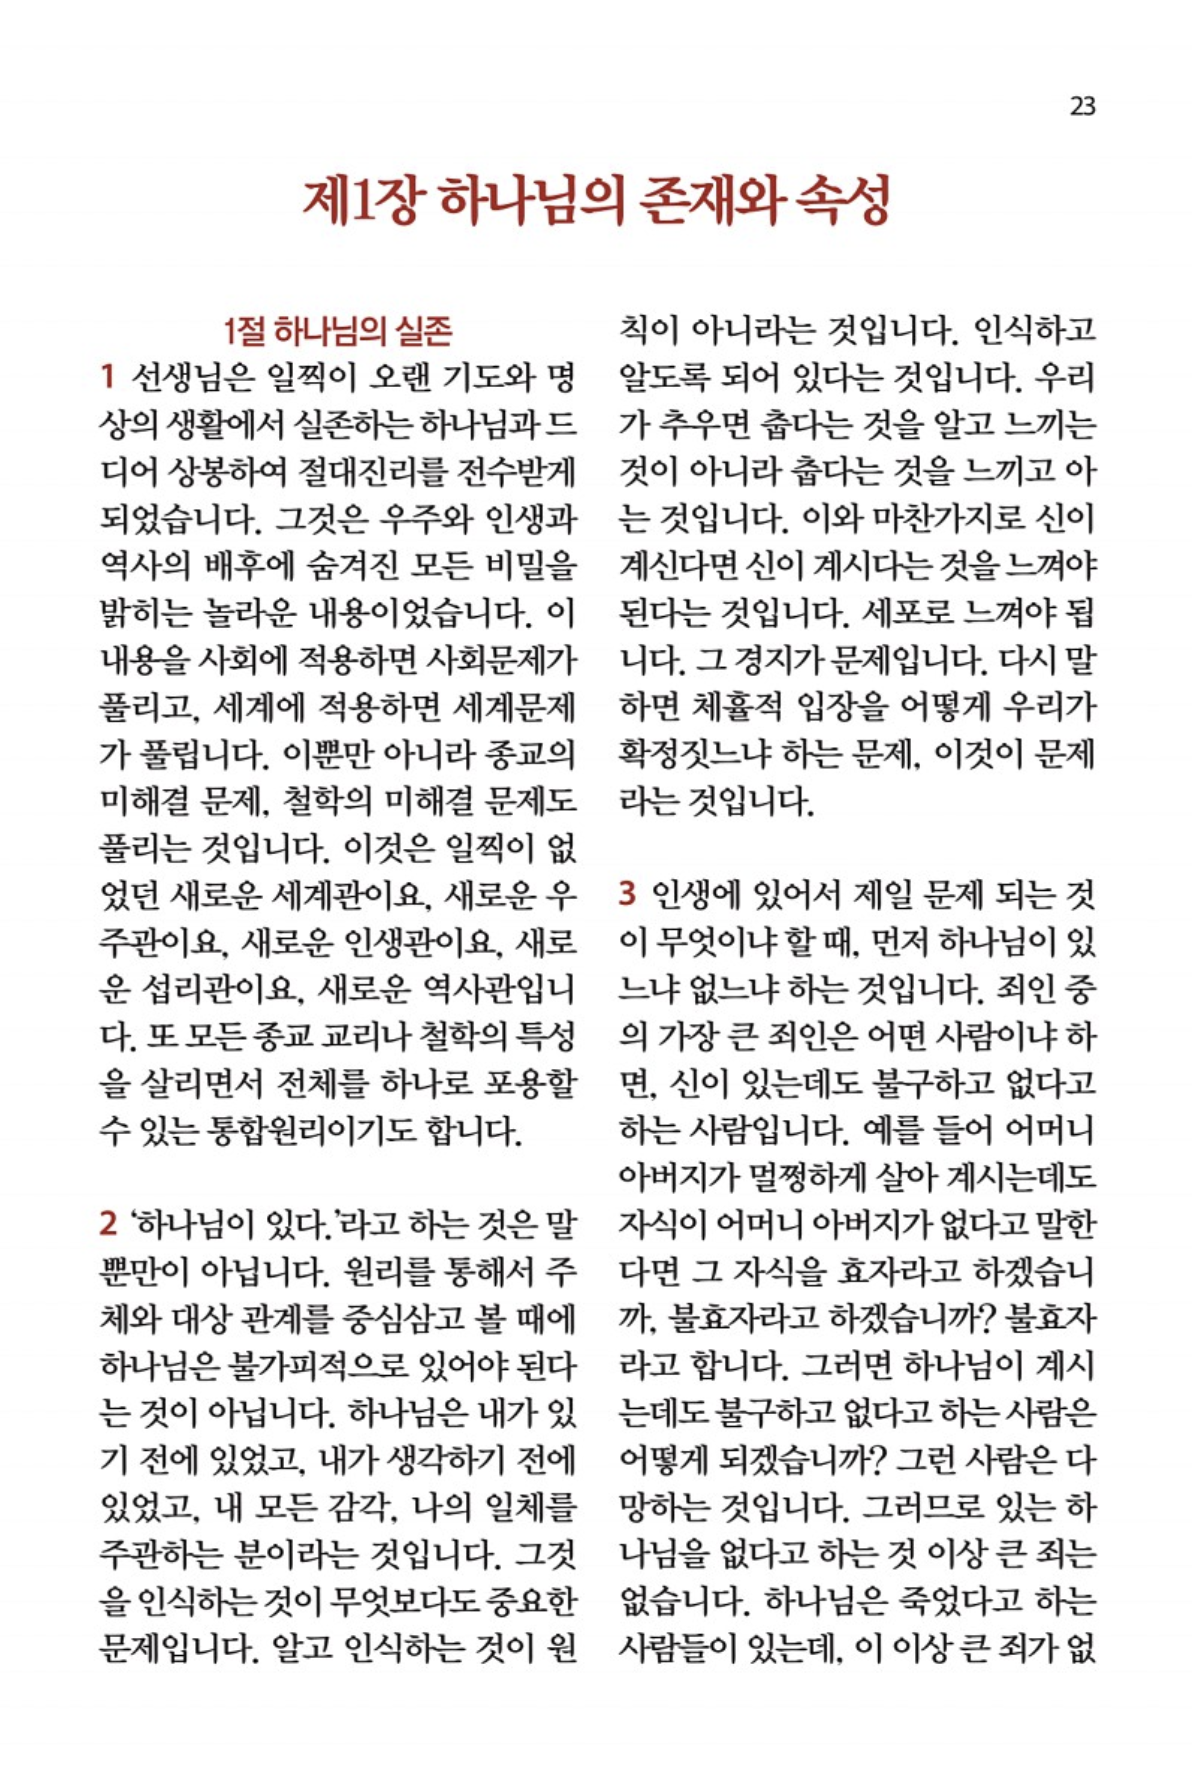 23
제1장 하나님의 존재와 속성
1절 하나님의 실존
1 선생님은 일찍이 오랜 기도와 명
상의 생활에서 실존하는 하나님과 드
디어 상봉하여 절대진리를 전수받게
되었습니다. 그것은 우주와 인생과
역사의 배후에 숨겨진 모든 비밀을
밝히는 놀라운 내용이었습니다. 이
내용을 사회에 적용하면 사회문제가
풀리고, 세계에 적용하면 세계문제
가 풀립니다. 이뿐만 아니라 종교의
미해결 문제, 철학의 미해결 문제도
풀리는 것입니다. 이것은 일찍이 없
었던 새로운 세계관이요, 새로운 우
주관이요, 새로운 인생관이요, 새로
운 섭리관이요, 새로운 역사관입니
다. 또 모든 종교 교리나 철학의 특성
을 살리면서 전체를 하나로 포용할
수 있는 통합원리이기도 합니다.
2 ‘하나님이 있다.’라고 하는 것은 말
뿐만이 아닙니다. 원리를 통해서 주
체와 대상 관계를 중심삼고 볼 때에
하나님은 불가피적으로 있어야 된다
는 것이 아닙니다. 하나님은 내가 있
기 전에 있었고, 내가 생각하기 전에
있었고, 내 모든 감각, 나의 일체를
주관하는 분이라는 것입니다. 그것
을 인식하는 것이 무엇보다도 중요한
문제입니다. 알고 인식하는 것이 원
칙이 아니라는 것입니다. 인식하고
알도록 되어 있다는 것입니다. 우리
가 추우면 춥다는 것을 알고 느끼는
것이 아니라 춥다는 것을 느끼고 아
는 것입니다. 이와 마찬가지로 신이
계신다면 신이 계시다는 것을 느껴야
된다는 것입니다. 세포로 느껴야 됩
니다. 그 경지가 문제입니다. 다시 말
하면 체휼적 입장을 어떻게 우리가
확정짓느냐 하는 문제, 이것이 문제
라는 것입니다.
3 인생에 있어서 제일 문제 되는 것
이 무엇이냐 할 때, 먼저 하나님이 있
느냐 없느냐 하는 것입니다. 죄인 중
의 가장 큰 죄인은 어떤 사람이냐 하
면, 신이 있는데도 불구하고 없다고
하는 사람입니다. 예를 들어 어머니
아버지가 멀쩡하게 살아 계시는데도
자식이 어머니 아버지가 없다고 말한
다면 그 자식을 효자라고 하겠습니
까, 불효자라고 하겠습니까? 불효자
라고 합니다. 그러면 하나님이 계시
는데도 불구하고 없다고 하는 사람은
어떻게 되겠습니까? 그런 사람은 다
망하는 것입니다. 그러므로 있는 하
나님을 없다고 하는 것 이상 큰 죄는
없습니다. 하나님은 죽었다고 하는
사람들이 있는데, 이 이상 큰 죄가 없